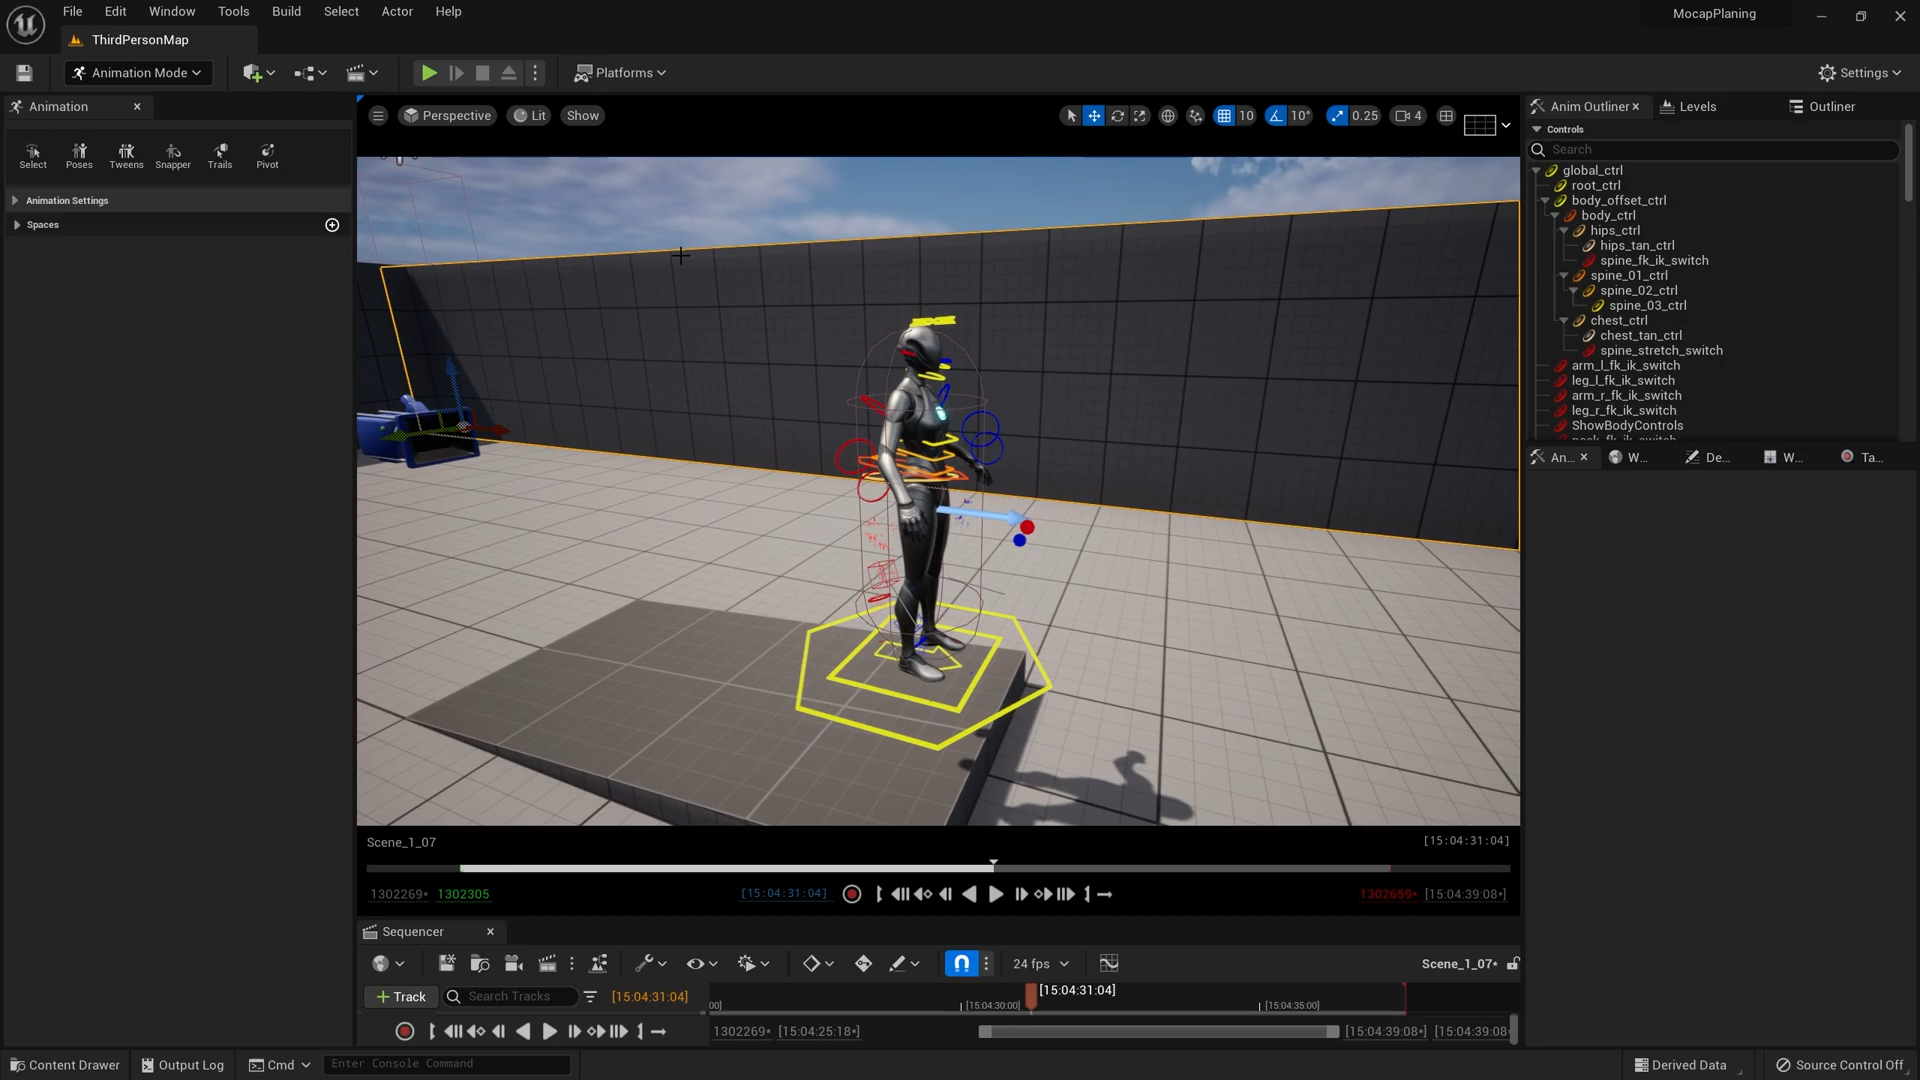 File Edit Window Tools Build Select Actor Help
MocapPlaning
ThirdPersonMap
Animation Mode
Platforms
Settings
Animation
Select Poses Tweens Snapper Trails Pivot
Animation Settings
Spaces
Perspective Lit Show
10 10° 0.25 4
Anim Outliner Levels Outliner
Controls
Search
global_ctrl
root_ctrl
body_offset_ctrl
body_ctrl
hips_ctrl
hips_tan_ctrl
spine_fk_ik_switch
spine_01_ctrl
spine_02_ctrl
spine_03_ctrl
chest_ctrl
chest_tan_ctrl
spine_stretch_switch
arm_l_fk_ik_switch
leg_l_fk_ik_switch
arm_r_fk_ik_switch
leg_r_fk_ik_switch
ShowBodyControls
An... W... De... W... Ta...
Scene_1_07 [15:04:31:04]
1302269* 1302305 [15:04:31:04] 1302659* [15:04:39:08*]
Sequencer
24 fps Scene_1_07*
+ Track Search Tracks [15:04:31:04] 00] [15:04:30:00] [15:04:31:04] [15:04:35:00]
1302269* [15:04:25:18*] [15:04:39:08*] [15:04:39:08*
Content Drawer Output Log Cmd Enter Console Command Derived Data Source Control Off